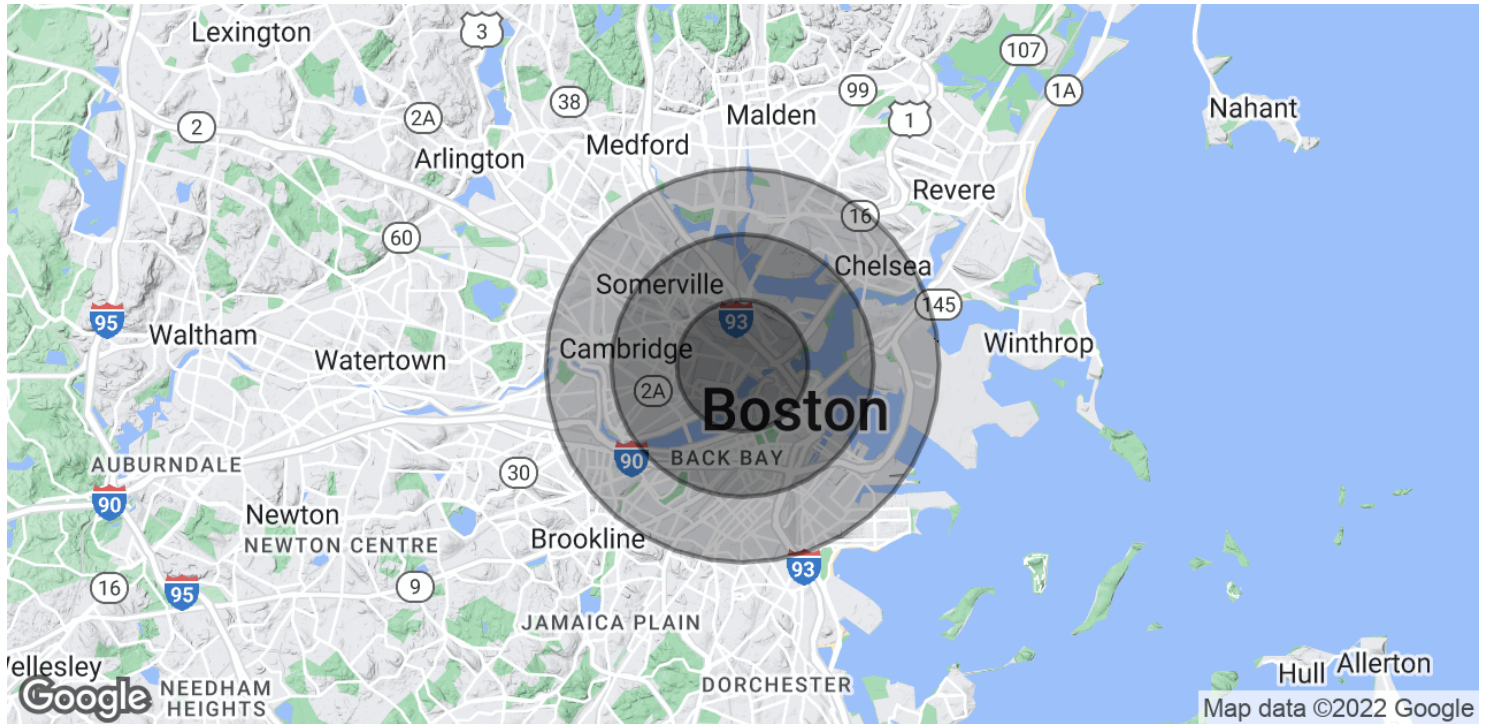 Lexington
3
107
38
2A
99
1A
1
Nahant
2
Malden
Medford
Arlington
Revere
16
60
Chelsea
Somerville
145
95
93
Waltham
Winthrop
Cambridge
Watertown
2A
Boston
BACK BAY
90
AUBURNDALE
30
90
Newton
Brookline
NEWTON CENTRE
93
16
95
9
JAMAICA PLAIN
ellesley
Hull
Allerton
DORCHESTER
NEEDHAM
HEIGHTS
Google
Map data ©2022 Google